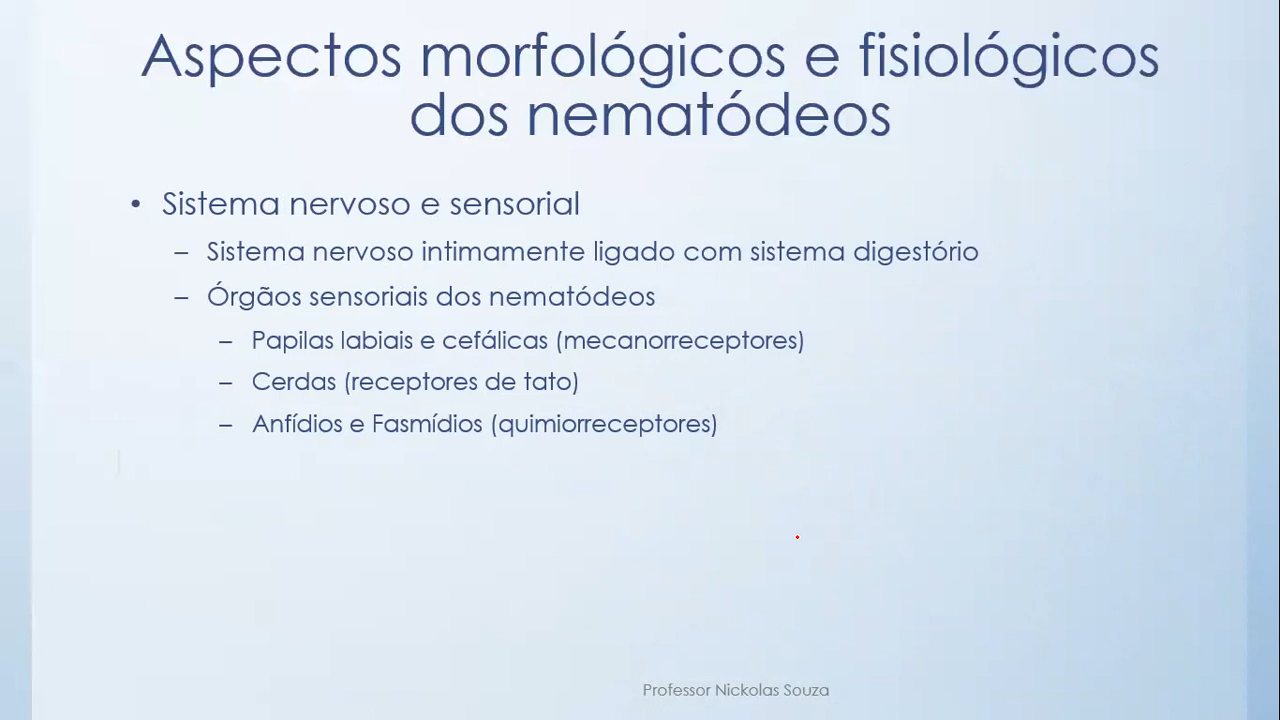 Aspectos morfológicos e fisiológicos
dos nematódeos
• Sistema nervoso e sensorial
– Sistema nervoso intimamente ligado com sistema digestório
– Órgãos sensoriais dos nematódeos
– Papilas labiais e cefálicas (mecanorreceptores)
– Cerdas (receptores de tato)
– Anfídios e Fasmídios (quimiorreceptores)
Professor Nickolas Souza